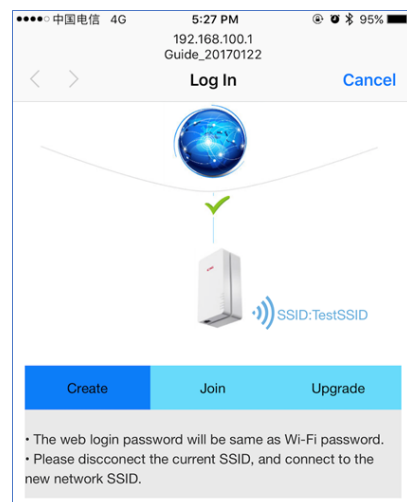 中国电信 4G 5:27 PM 95%
192.168.100.1
Guide_20170122
Log In Cancel
SSID:TestSSID
Create Join Upgrade
• The web login password will be same as Wi-Fi password.
• Please discconect the current SSID, and connect to the
new network SSID.